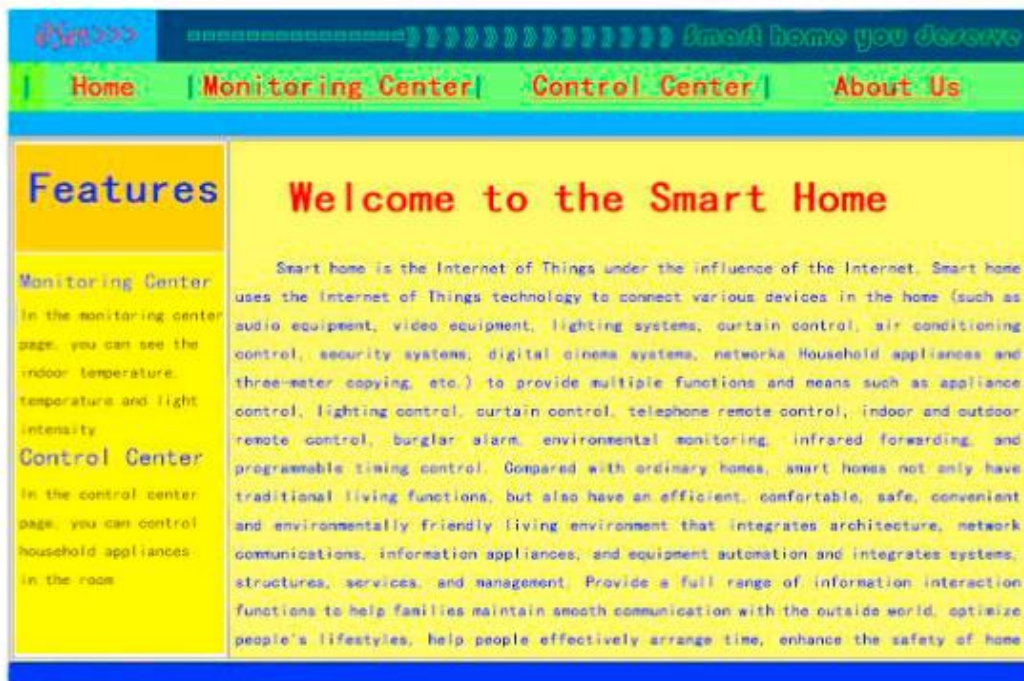 Smart home you deserve
Home
Monitoring Center
Control Center
About Us
Features
Welcome to the Smart Home
Monitoring Center
In the monitoring center
page, you can see the
indoor temperature,
temperature and light
intensity
Control Center
In the control center
page, you can control
household appliances
in the room
Smart home is the Internet of Things under the influence of the Internet. Smart home
uses the Internet of Things technology to connect various devices in the home (such as
audio equipment, video equipment, lighting systems, curtain control, air conditioning
control, security systems, digital cinema systems, networks Household appliances and
three-meter copying, etc.) to provide multiple functions and means such as appliance
control, lighting control, curtain control, telephone remote control, indoor and outdoor
remote control, burglar alarm, environmental monitoring, infrared forwarding, and
programmable timing control. Compared with ordinary homes, smart homes not only have
traditional living functions, but also have an efficient, comfortable, safe, convenient
and environmentally friendly living environment that integrates architecture, network
communications, information appliances, and equipment automation and integrates systems,
structures, services, and management. Provide a full range of information interaction
functions to help families maintain smooth communication with the outside world, optimize
people's lifestyles, help people effectively arrange time, enhance the safety of home